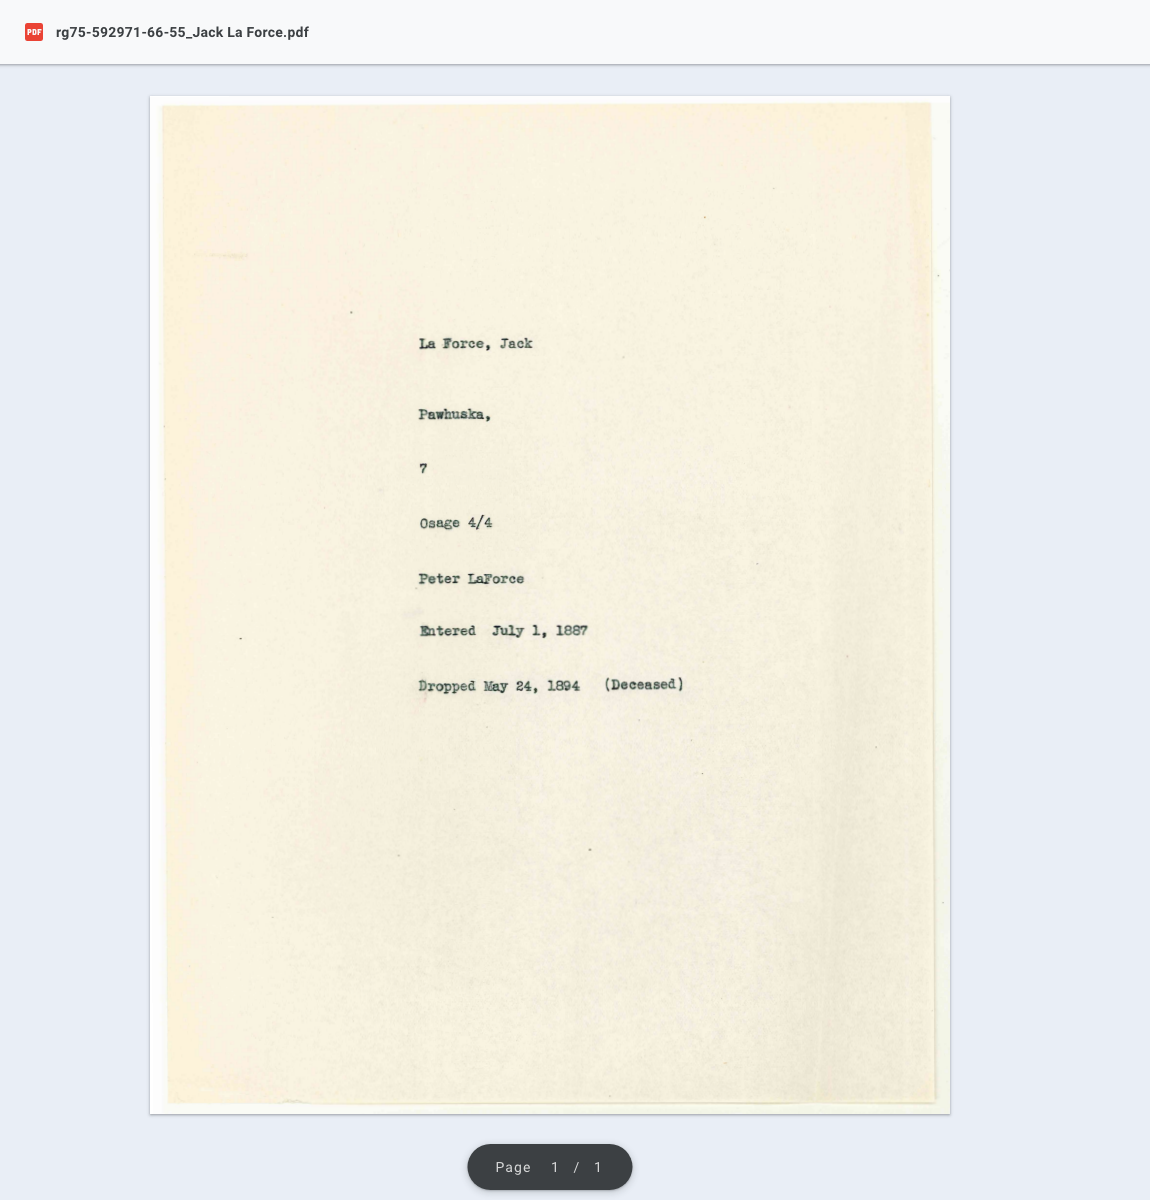 PDF rg75-592971-66-55_Jack La Force.pdf
La Force, Jack
Pawhuska,
7
Osage 4/4
Peter LaForce
Entered July 1, 1887
Dropped May 24, 1894 (Deceased)
Page 1 / 1